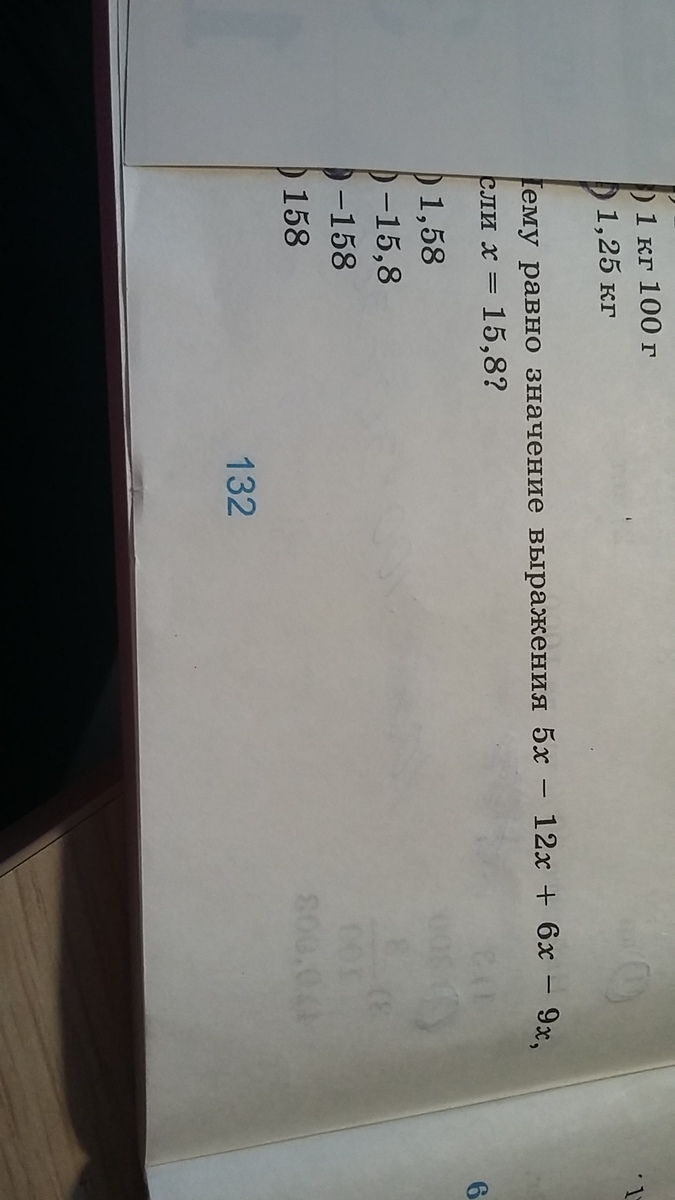 ) 1 кг 100 г
) 1,25 кг
ему равно значение выражения 5x − 12x + 6x − 9x,
сли x = 15,8?
) 1,58
) −15,8
) −158
) 158
132
6